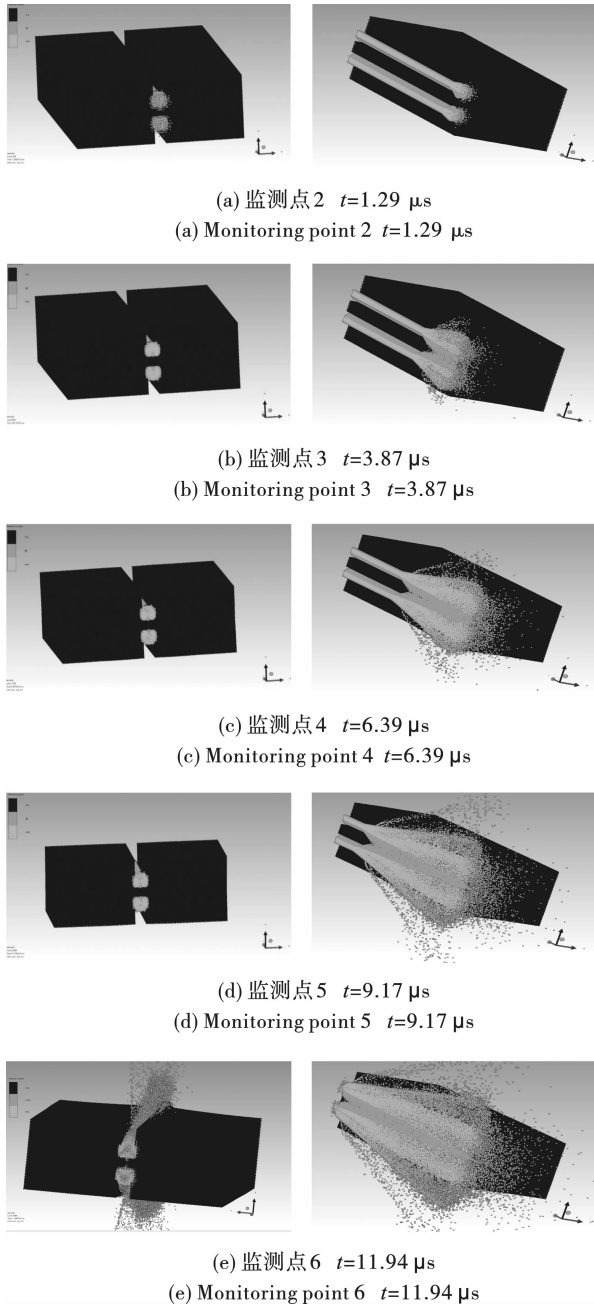 (a) 监测点2 t=1.29 μs
(a) Monitoring point 2 t=1.29 μs
(b) 监测点3 t=3.87 μs
(b) Monitoring point 3 t=3.87 μs
(c) 监测点4 t=6.39 μs
(c) Monitoring point 4 t=6.39 μs
(d) 监测点5 t=9.17 μs
(d) Monitoring point 5 t=9.17 μs
(e) 监测点6 t=11.94 μs
(e) Monitoring point 6 t=11.94 μs